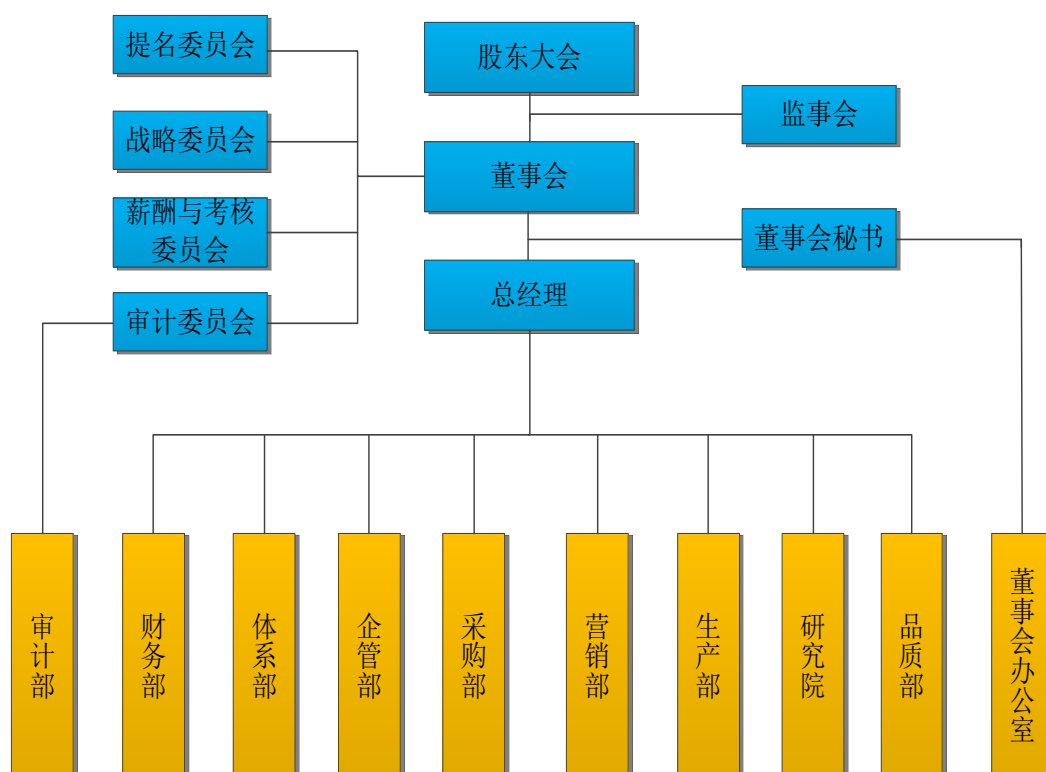 提名委员会
股东大会
监事会
战略委员会
董事会
薪酬与考核
委员会
董事会秘书
总经理
审计委员会
审计部
财务部
体系部
企管部
采购部
营销部
生产部
研究院
品质部
董事会办公室